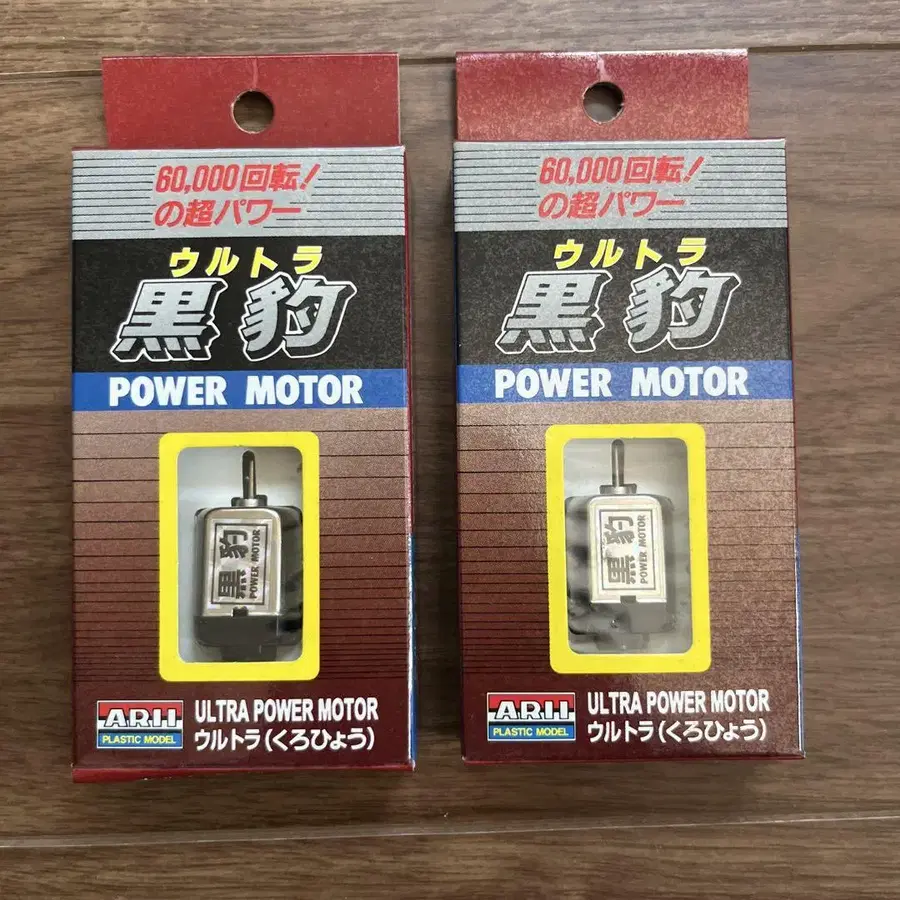 60,000回転!
の超パワー
ウルトラ
黒豹
POWER MOTOR
黒豹
POWER MOTOR
ARII
PLASTIC MODEL
ULTRA POWER MOTOR
ウルトラ(くろひょう)
60,000回転!
の超パワー
ウルトラ
黒豹
POWER MOTOR
黒豹
POWER MOTOR
ARII
PLASTIC MODEL
ULTRA POWER MOTOR
ウルトラ(くろひょう)